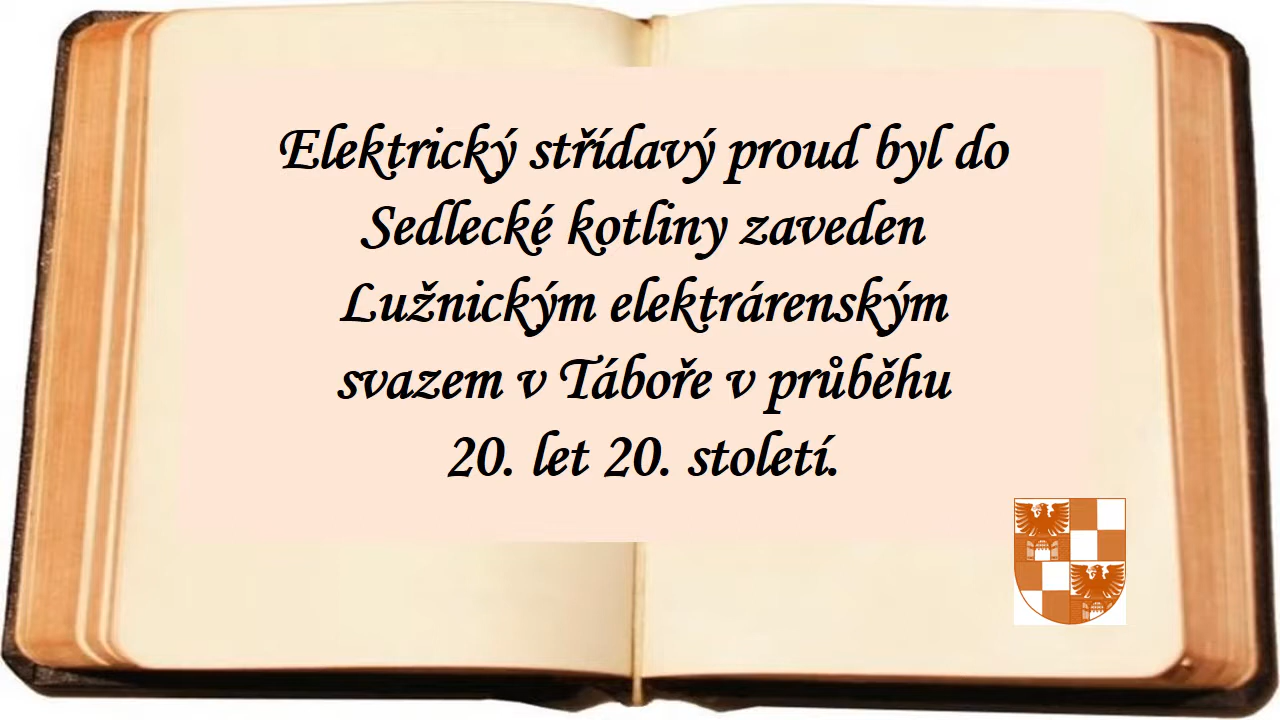 Elektrický střídavý proud byl do
Sedlecké kotliny zaveden
Lužnickým elektrárenským
svazem v Táboře v průběhu
20. let 20. století.